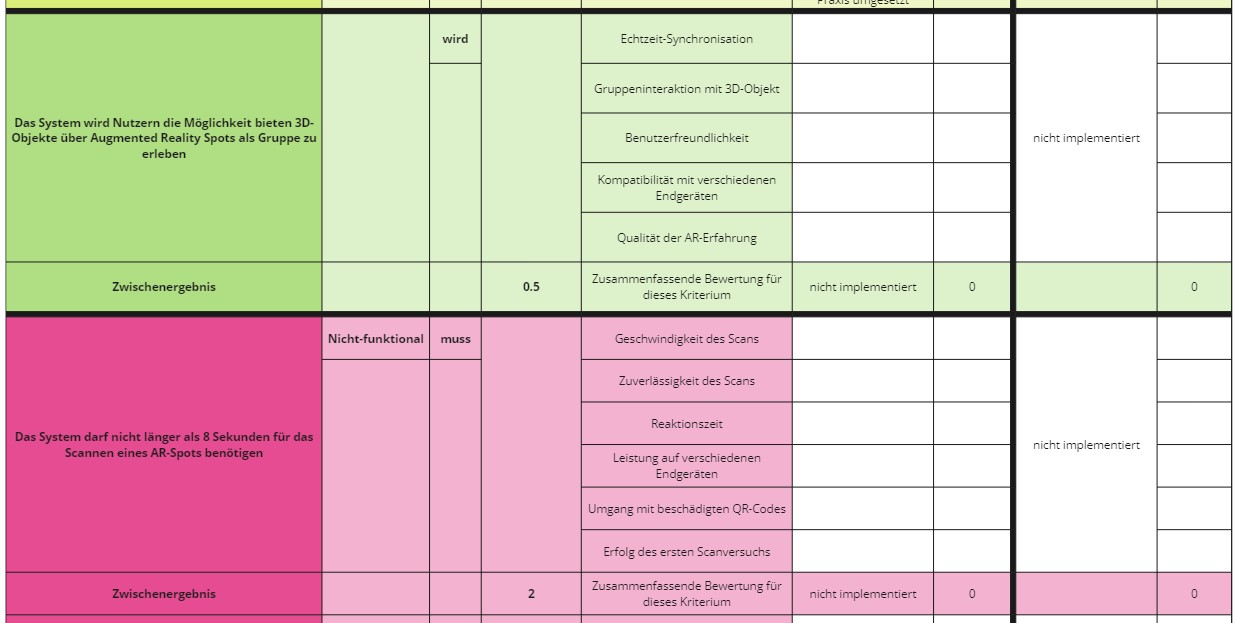 Praxis umgesetzt
wird
Echtzeit-Synchronisation
Gruppeninteraktion mit 3D-Objekt
Das System wird Nutzern die Möglichkeit bieten 3D-
Objekte über Augmented Reality Spots als Gruppe zu
erleben
Benutzerfreundlichkeit
nicht implementiert
Kompatibilität mit verschiedenen
Endgeräten
Qualität der AR-Erfahrung
Zwischenergebnis
0.5
Zusammenfassende Bewertung für
dieses Kriterium
nicht implementiert
0
0
Nicht-funktional
muss
Geschwindigkeit des Scans
Zuverlässigkeit des Scans
Reaktionszeit
Das System darf nicht länger als 8 Sekunden für das
Scannen eines AR-Spots benötigen
nicht implementiert
Leistung auf verschiedenen
Endgeräten
Umgang mit beschädigten QR-Codes
Erfolg des ersten Scanversuchs
Zwischenergebnis
2
Zusammenfassende Bewertung für
dieses Kriterium
nicht implementiert
0
0